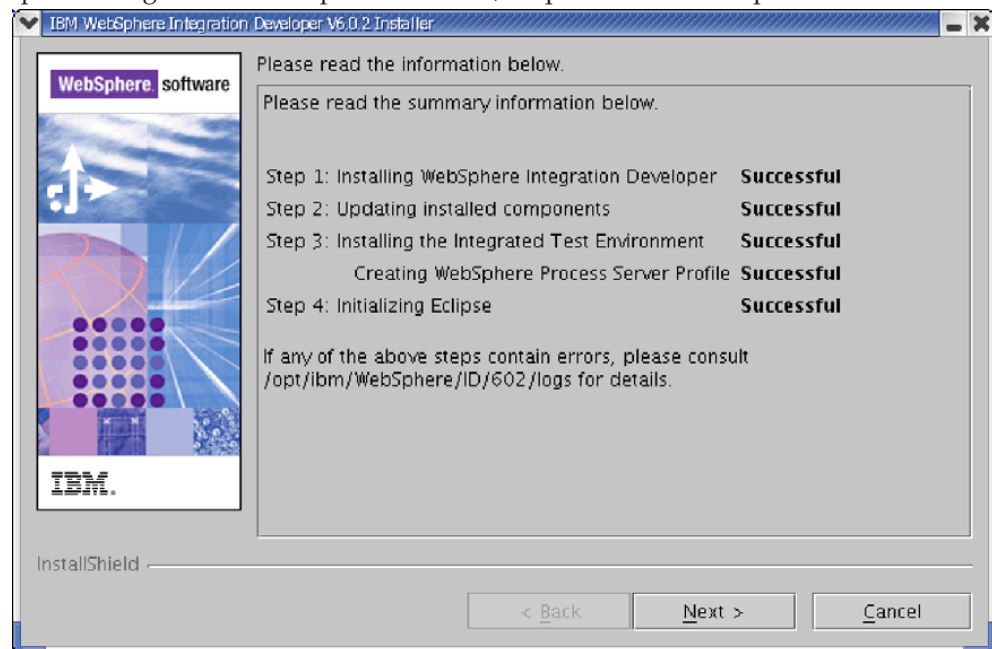 IBM WebSphere Integration Developer V6.0.2 Installer
WebSphere. software
IBM.
Please read the information below.
Please read the summary information below.
Step 1: Installing WebSphere Integration Developer Successful
Step 2: Updating installed components Successful
Step 3: Installing the Integrated Test Environment Successful
Creating WebSphere Process Server Profile Successful
Step 4: Initializing Eclipse Successful
If any of the above steps contain errors, please consult
/opt/ibm/WebSphere/ID/602/logs for details.
InstallShield
< Back Next > Cancel